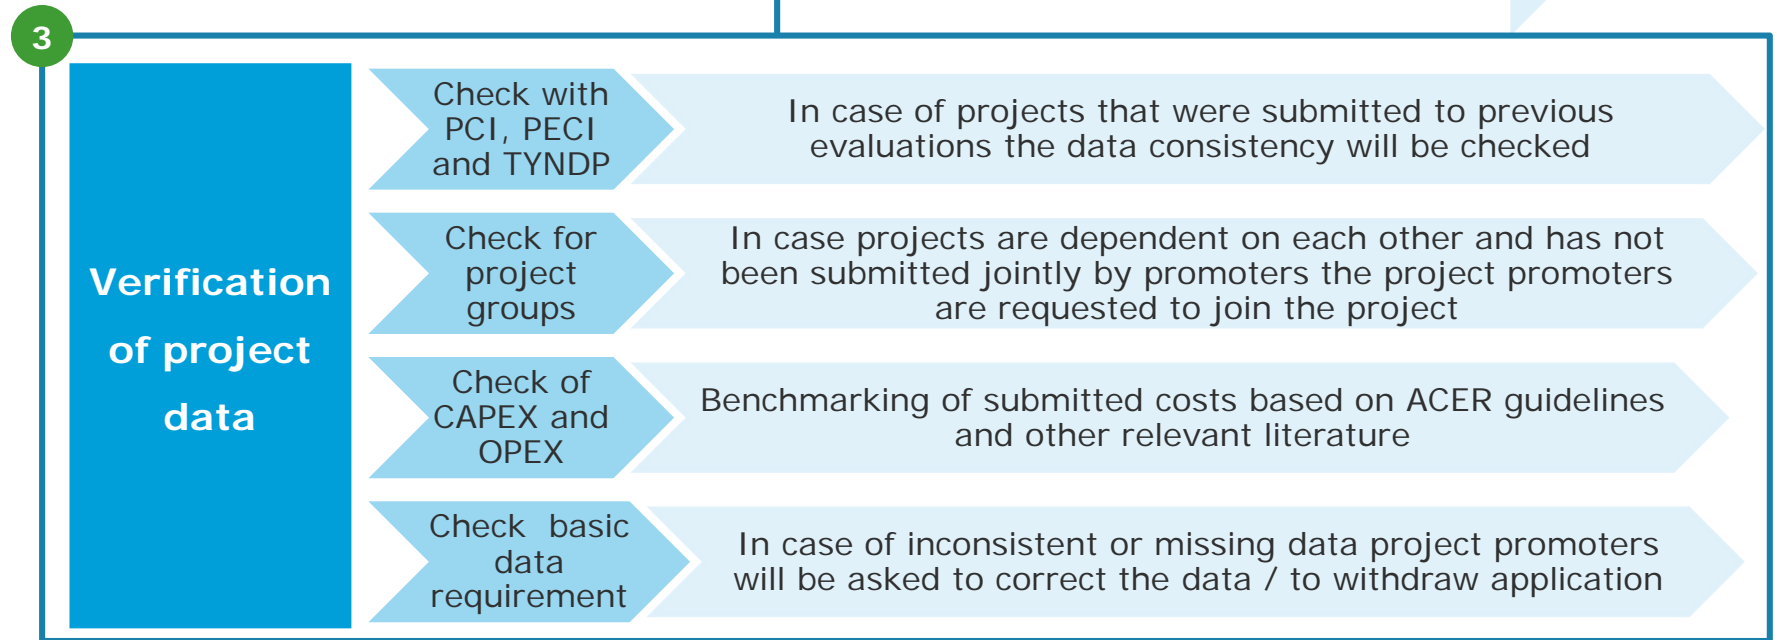 3
Verification
of project
data
Check with
PCI, PECI
and TYNDP
In case of projects that were submitted to previous
evaluations the data consistency will be checked
Check for
project
groups
In case projects are dependent on each other and has not
been submitted jointly by promoters the project promoters
are requested to join the project
Check of
CAPEX and
OPEX
Benchmarking of submitted costs based on ACER guidelines
and other relevant literature
Check basic
data
requirement
In case of inconsistent or missing data project promoters
will be asked to correct the data / to withdraw application